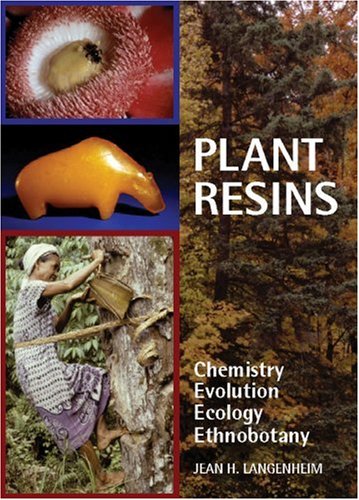 PLANT
RESINS
Chemistry
Evolution
Ecology
Ethnobotany
JEAN H. LANGENHEIM